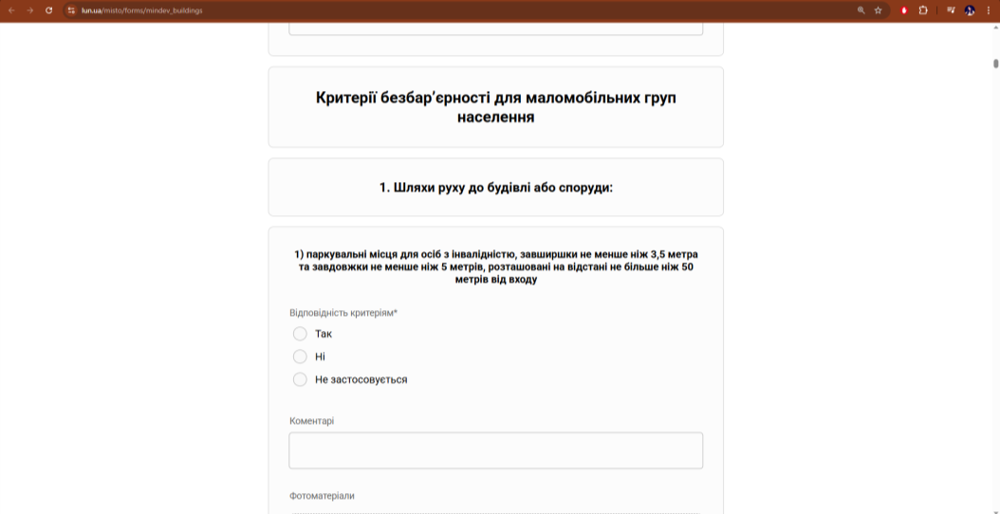 lun.ua/misto/forms/mindev_buildings
Критерії безбар’єрності для маломобільних груп
населення
1. Шляхи руху до будівлі або споруди:
1) паркувальні місця для осіб з інвалідністю, завширшки не менше ніж 3,5 метра
та завдовжки не менше ніж 5 метрів, розташовані на відстані не більше ніж 50
метрів від входу
Відповідність критеріям*
Так
Ні
Не застосовується
Коментарі
Фотоматеріали